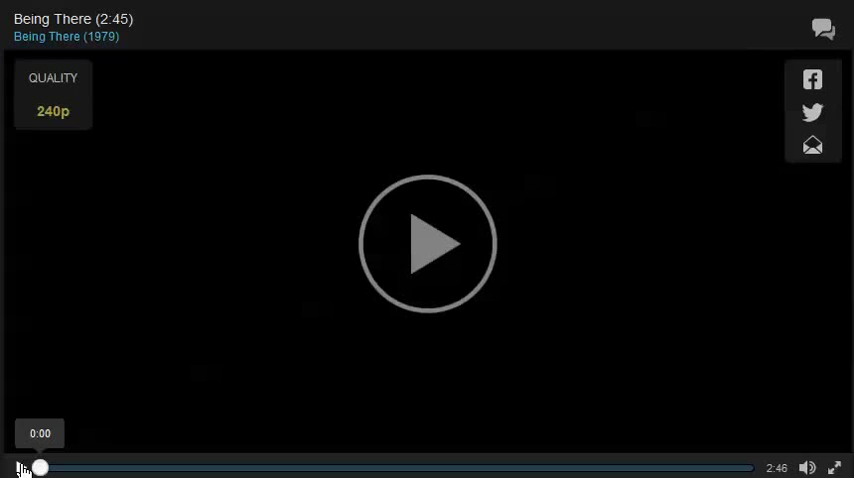 Being There (2:45)
Being There (1979)
QUALITY
240p
0:00
2:46